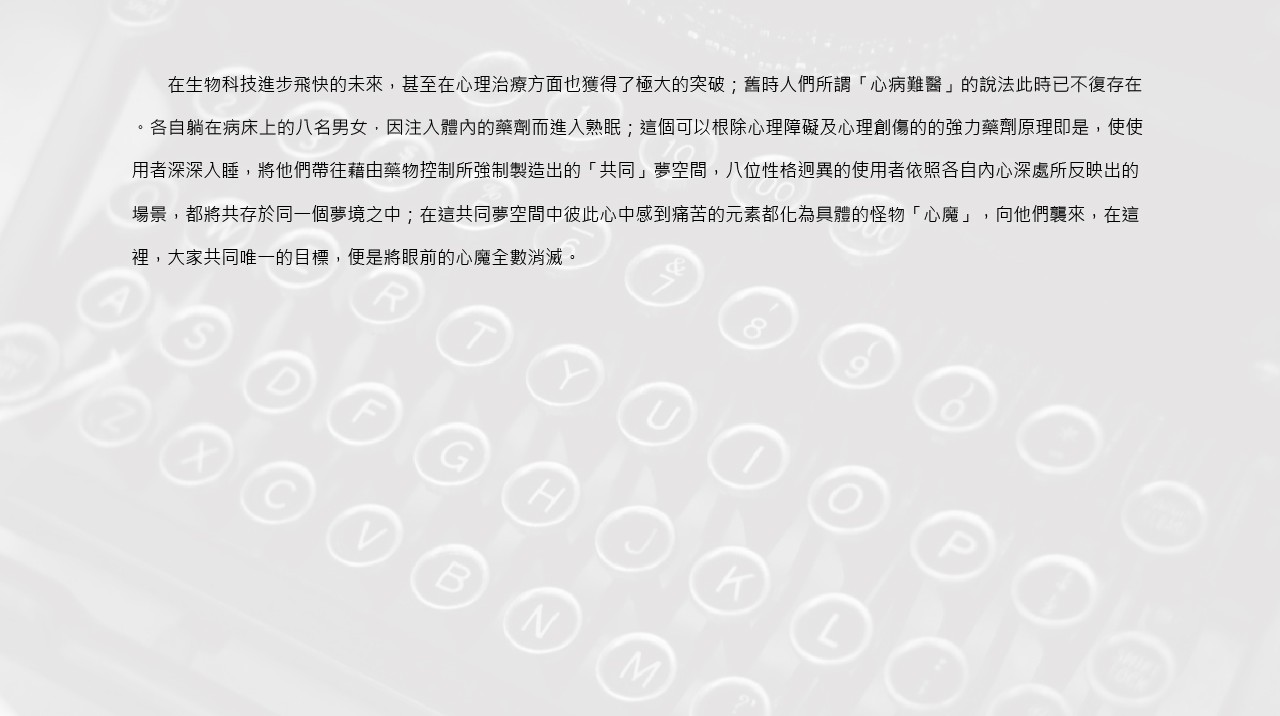 在生物科技進步飛快的未來，甚至在心理治療方面也獲得了極大的突破；舊時人們所謂「心病難醫」的說法此時已不復存在
。各自躺在病床上的八名男女，因注入體內的藥劑而進入熟眠；這個可以根除心理障礙及心理創傷的的強力藥劑原理即是，使使
用者深深入睡，將他們帶往藉由藥物控制所強制製造出的「共同」夢空間，八位性格迥異的使用者依照各自內心深處所反映出的
場景，都將共存於同一個夢境之中；在這共同夢空間中彼此心中感到痛苦的元素都化為具體的怪物「心魔」，向他們襲來，在這
裡，大家共同唯一的目標，便是將眼前的心魔全數消滅。
& 7
8
9
0
R T Y U I O P
A S D F G H J K L
Z X C V B N M